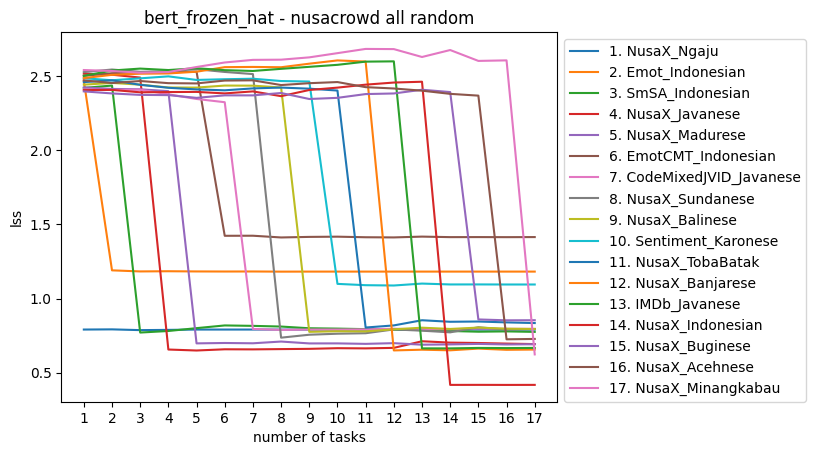 bert_frozen_hat - nusacrowd all random
lss
2.5
2.0
1.5
1.0
0.5
1 2 3 4 5 6 7 8 9 10 11 12 13 14 15 16 17
number of tasks
1. NusaX_Ngaju
2. Emot_Indonesian
3. SmSA_Indonesian
4. NusaX_Javanese
5. NusaX_Madurese
6. EmotCMT_Indonesian
7. CodeMixedJVID_Javanese
8. NusaX_Sundanese
9. NusaX_Balinese
10. Sentiment_Karonese
11. NusaX_TobaBatak
12. NusaX_Banjarese
13. IMDb_Javanese
14. NusaX_Indonesian
15. NusaX_Buginese
16. NusaX_Acehnese
17. NusaX_Minangkabau